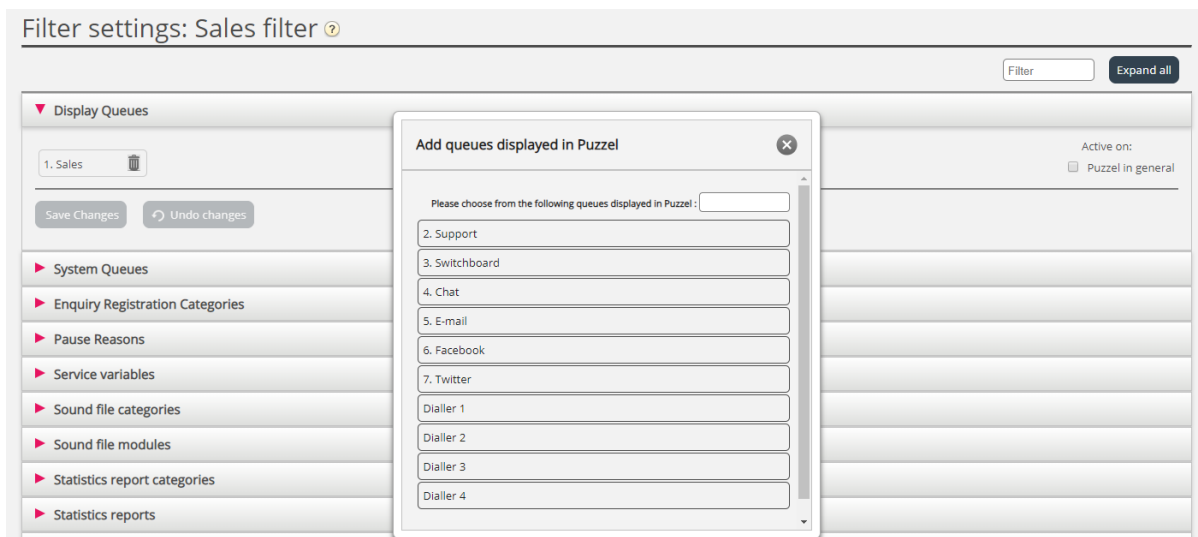 Filter settings: Sales filter ?
Filter
Expand all
Display Queues
1. Sales
Active on:
Puzzel in general
Save Changes
Undo changes
System Queues
Enquiry Registration Categories
Pause Reasons
Service variables
Sound file categories
Sound file modules
Statistics report categories
Statistics reports
Add queues displayed in Puzzel
Please choose from the following queues displayed in Puzzel :
2. Support
3. Switchboard
4. Chat
5. E-mail
6. Facebook
7. Twitter
Dialler 1
Dialler 2
Dialler 3
Dialler 4